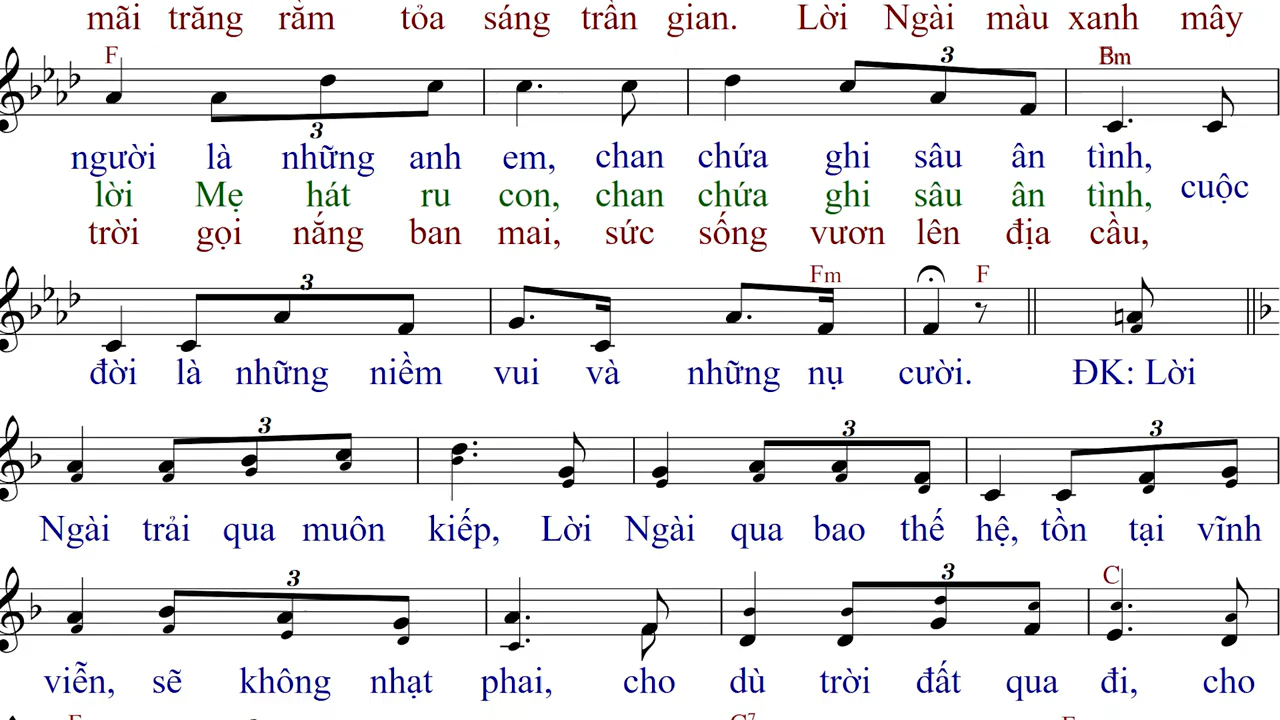 mãi trăng rằm tỏa sáng trần gian. Lời Ngài màu xanh mây
F
3
3
người là những anh em, chan chứa ghi sâu ân tình,
lời Mẹ hát ru con, chan chứa ghi sâu ân tình, cuộc
trời gọi nắng ban mai, sức sống vươn lên địa cầu,
3 Fm F
đời là những niềm vui và những nụ cười. ĐK: Lời
3 3 3
Ngài trải qua muôn kiếp, Lời Ngài qua bao thế hệ, tồn tại vĩnh
3 3 C
viễn, sẽ không nhạt phai, cho dù trời đất qua đi, cho
C7